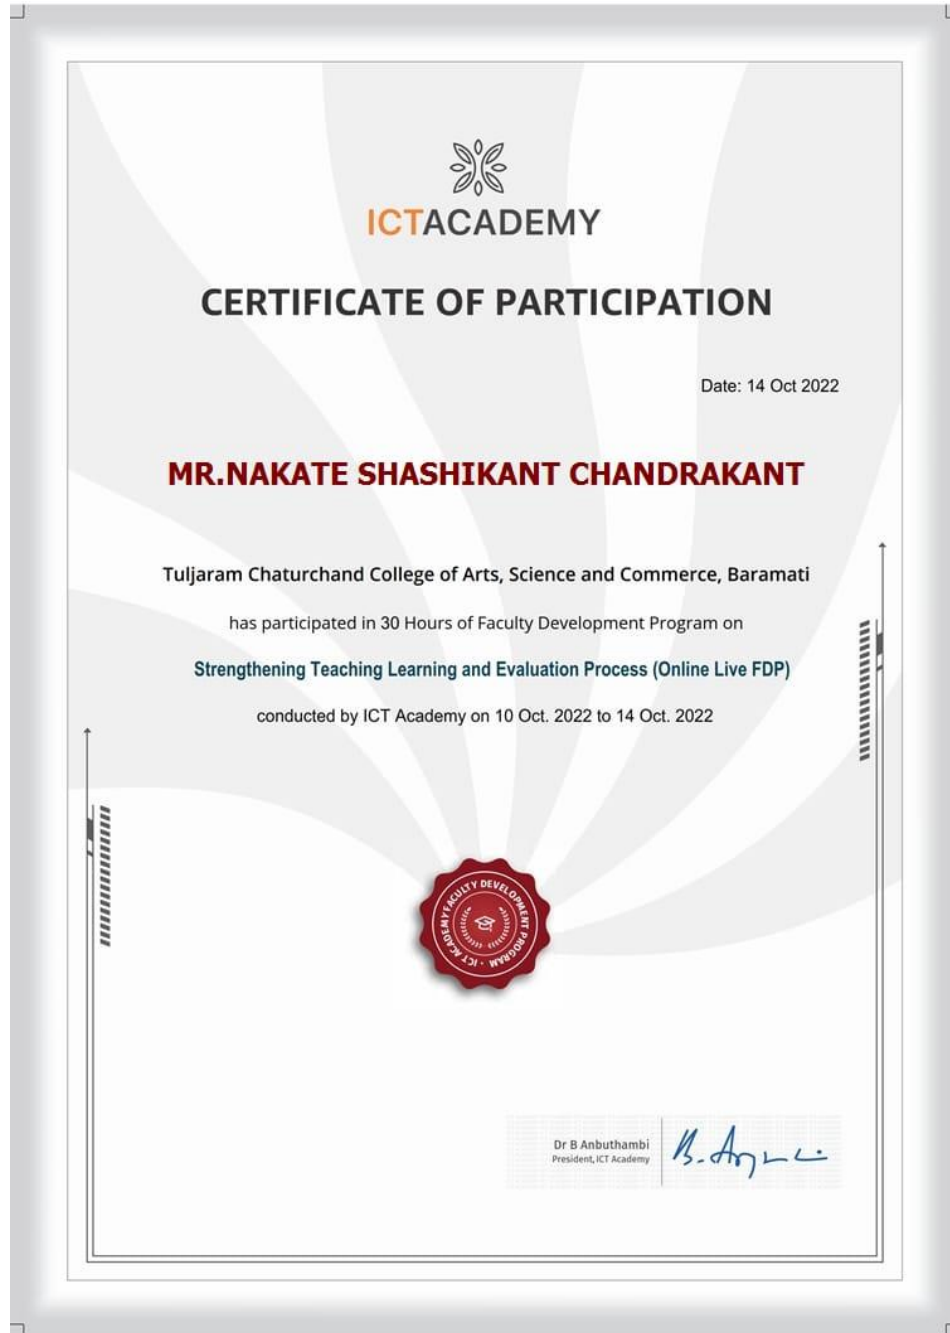 ICTACADEMY
CERTIFICATE OF PARTICIPATION
Date: 14 Oct 2022
MR.NAKATE SHASHIKANT CHANDRAKANT
Tuljaram Chaturchand College of Arts, Science and Commerce, Baramati
has participated in 30 Hours of Faculty Development Program on
Strengthening Teaching Learning and Evaluation Process (Online Live FDP)
conducted by ICT Academy on 10 Oct. 2022 to 14 Oct. 2022
ICT ACADEMY FACULTY DEVELOPMENT PROGRAM •
Dr B Anbuthambi
President, ICT Academy